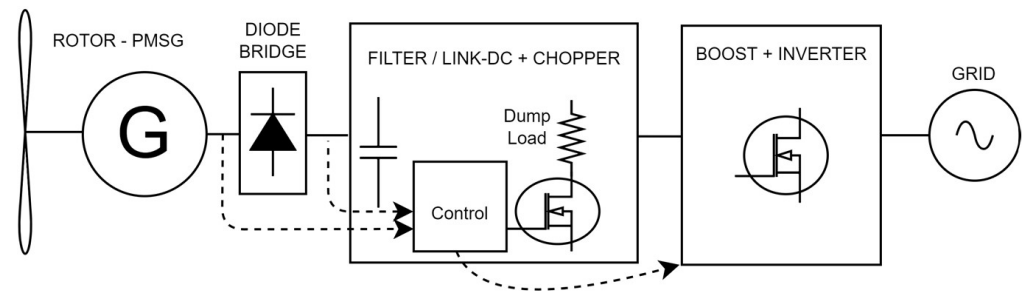 ROTOR - PMSG
G
DIODE
BRIDGE
FILTER / LINK-DC + CHOPPER
Dump
Load
Control
BOOST + INVERTER
GRID